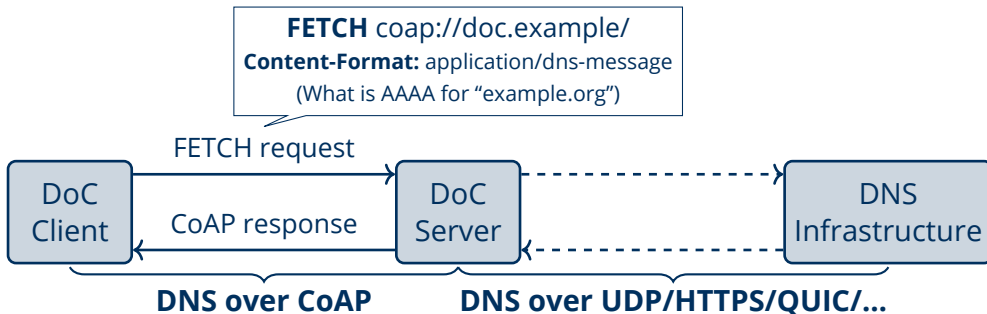 FETCH coap://doc.example/
Content-Format: application/dns-message
(What is AAAA for “example.org”)
FETCH request
DoC
Client
DoC
Server
DNS
Infrastructure
CoAP response
DNS over CoAP
DNS over UDP/HTTPS/QUIC/...